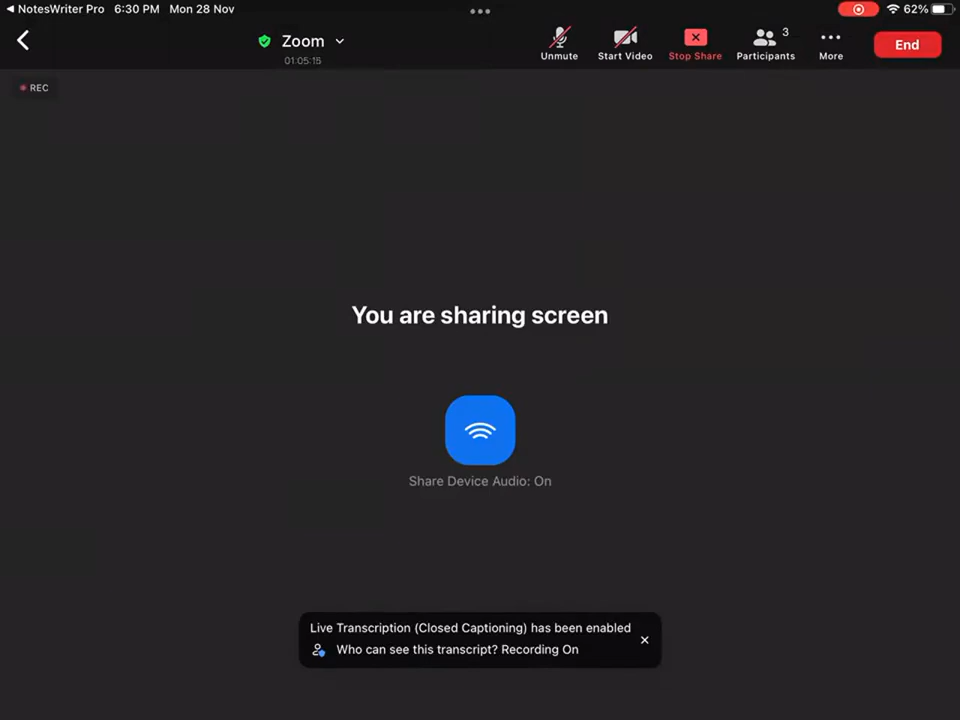 NotesWriter Pro 6:30 PM Mon 28 Nov 62%
Zoom
01:05:15
Unmute Start Video Stop Share Participants 3 More End
REC
You are sharing screen
Share Device Audio: On
Live Transcription (Closed Captioning) has been enabled
Who can see this transcript? Recording On